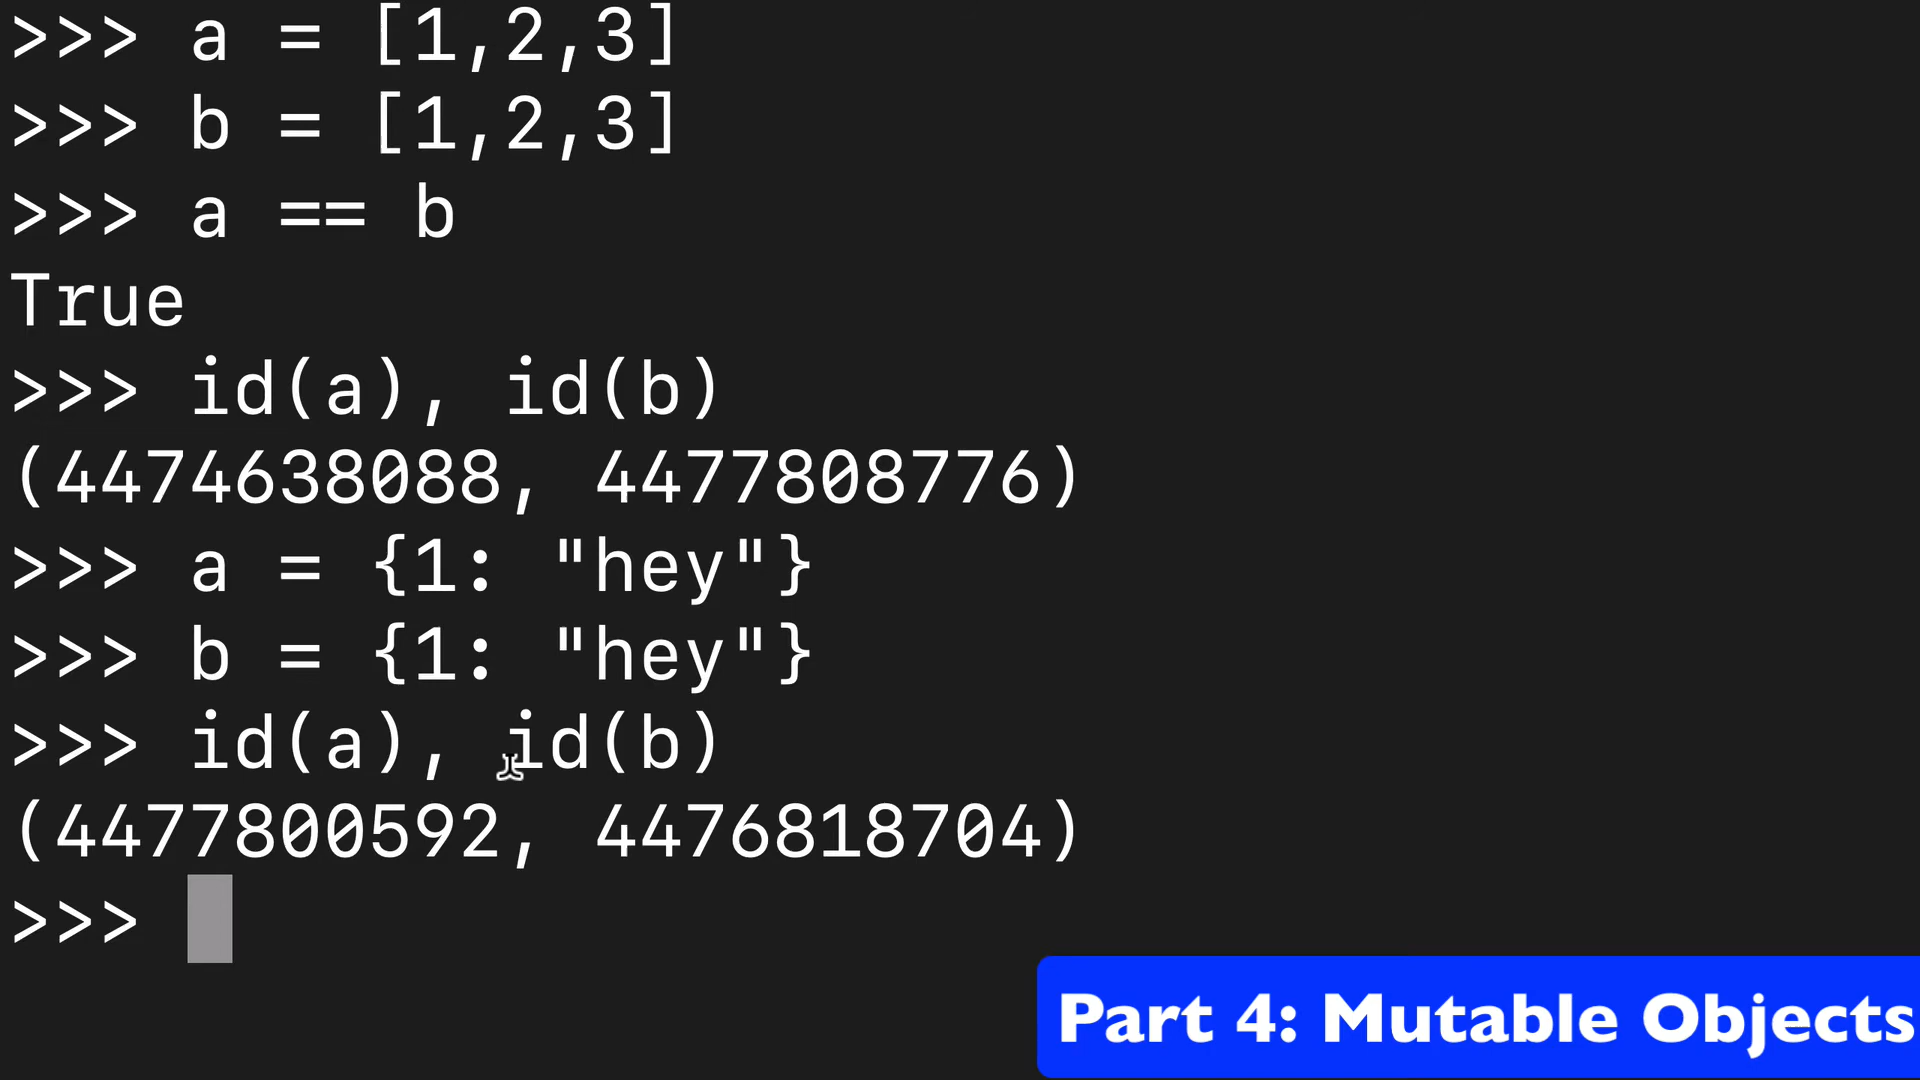 >>> a = [1,2,3]
>>> b = [1,2,3]
>>> a == b
True
>>> id(a), id(b)
(4474638088, 4477808776)
>>> a = {1: "hey"}
>>> b = {1: "hey"}
>>> id(a), id(b)
(4477800592, 4476818704)
>>>
Part 4: Mutable Objects